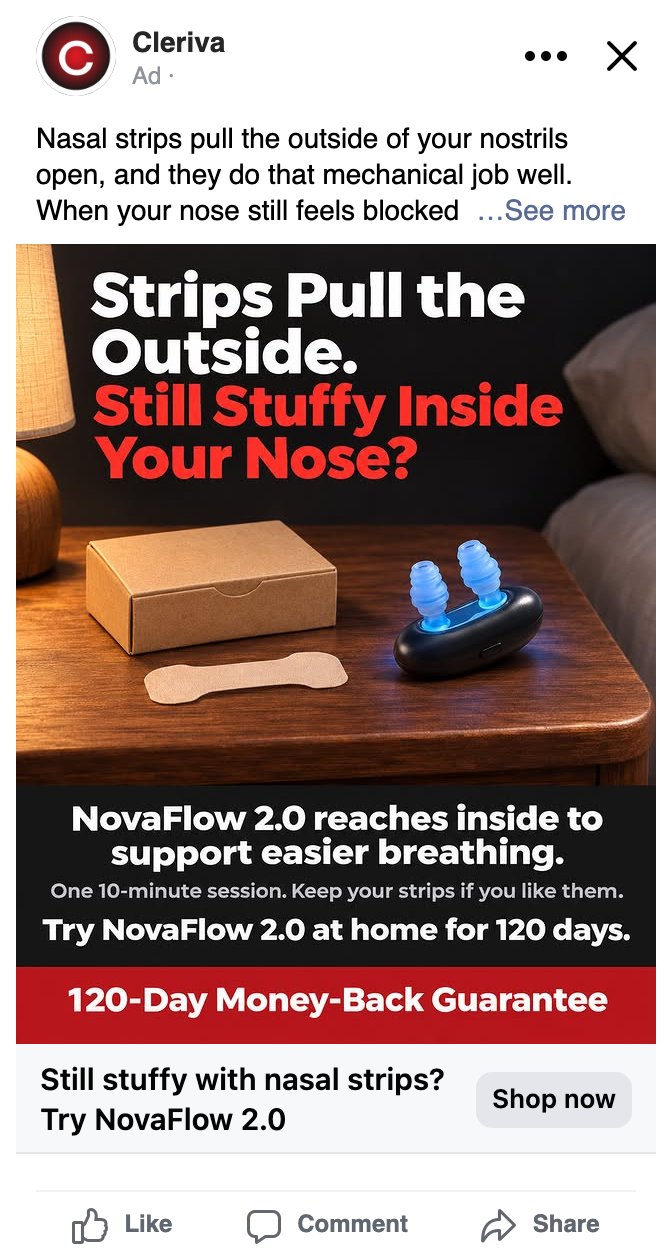 C
Cleriva
Ad ·
Nasal strips pull the outside of your nostrils
open, and they do that mechanical job well.
When your nose still feels blocked ...See more
Strips Pull the
Outside.
Still Stuffy Inside
Your Nose?
NovaFlow 2.0 reaches inside to
support easier breathing.
One 10-minute session. Keep your strips if you like them.
Try NovaFlow 2.0 at home for 120 days.
120-Day Money-Back Guarantee
Still stuffy with nasal strips?
Try NovaFlow 2.0
Shop now
Like
Comment
Share